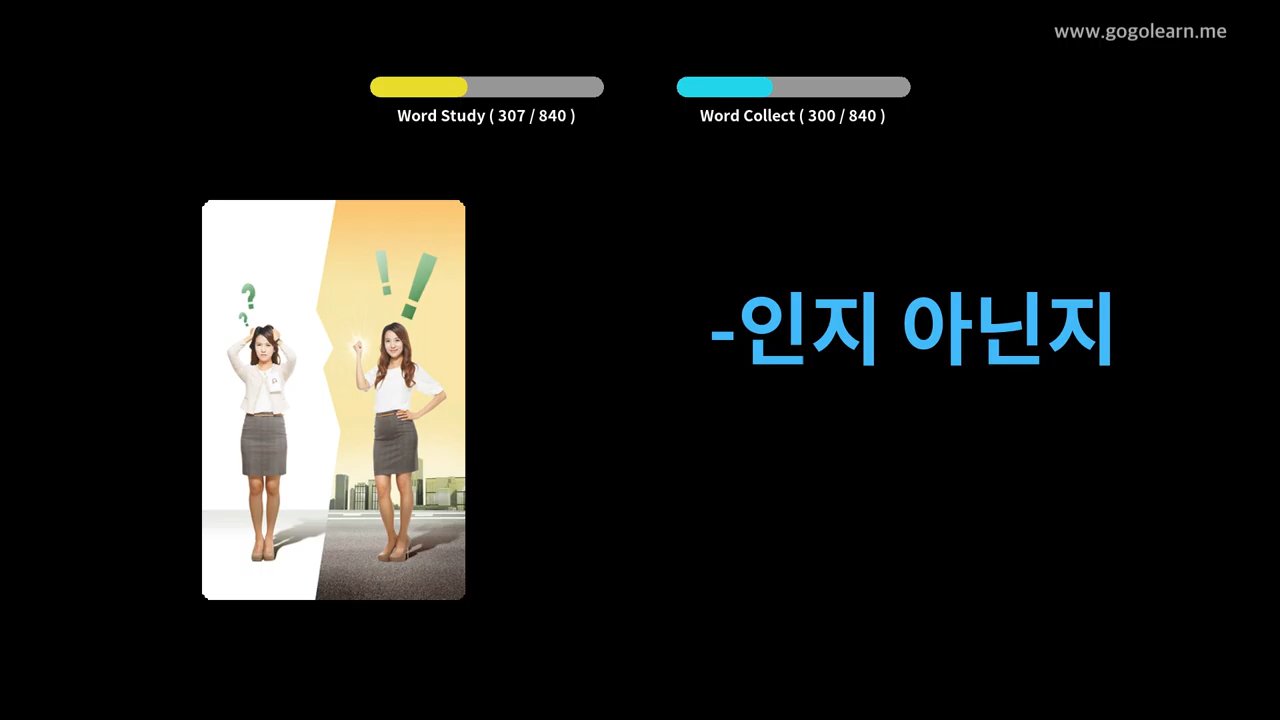 www.gogolearn.me
Word Study ( 307 / 840 )
Word Collect ( 300 / 840 )
? ?
! !
-인지 아닌지